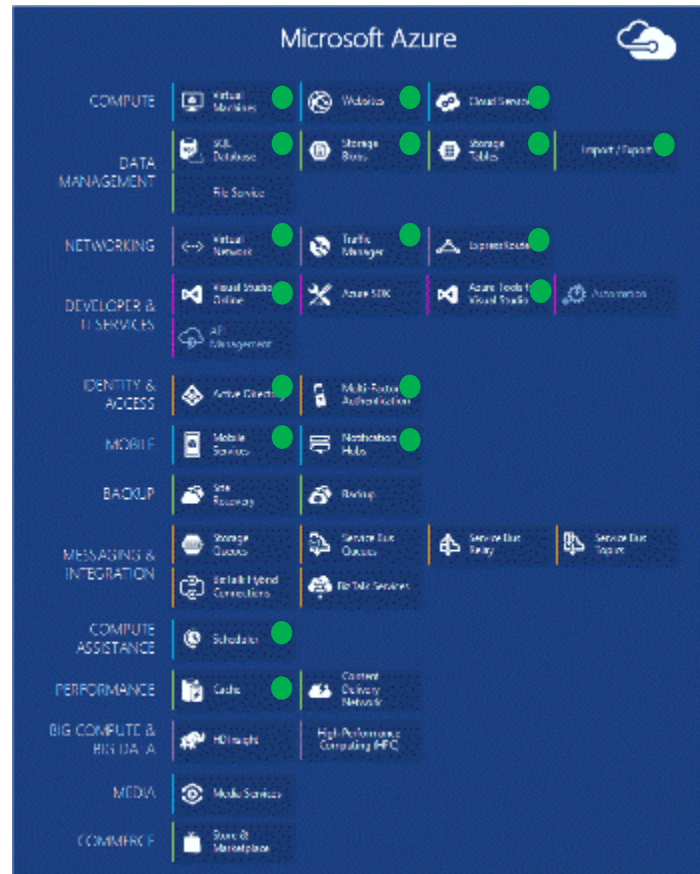 Microsoft Azure
COMPUTE
Virtual
Machines
Websites
Cloud Service
DATA
MANAGEMENT
SQL
Database
Storage
Blobs
Storage
Tables
Import / Export
File Service
NETWORKING
Virtual
Network
Traffic
Manager
ExpressRoute
DEVELOPER &
IT SERVICES
Visual Studio
Online
Azure SDK
Azure Tools f
Visual Studio
Automation
API
Management
IDENTITY &
ACCESS
Active Directory
Multi-Factor
Authentication
MOBILE
Mobile
Services
Notification
Hubs
BACKUP
Site
Recovery
Backup
MESSAGING &
INTEGRATION
Storage
Queues
Service Bus
Queues
Service Bus
Relay
Service Bus
Topics
BizTalk Hybrid
Connections
BizTalk Services
COMPUTE
ASSISTANCE
Scheduler
PERFORMANCE
Cache
Content
Delivery
Network
BIG COMPUTE &
BIG DATA
HDInsight
High Performance
Computing (HPC)
MEDIA
Media Services
COMMERCE
Store &
Marketplace